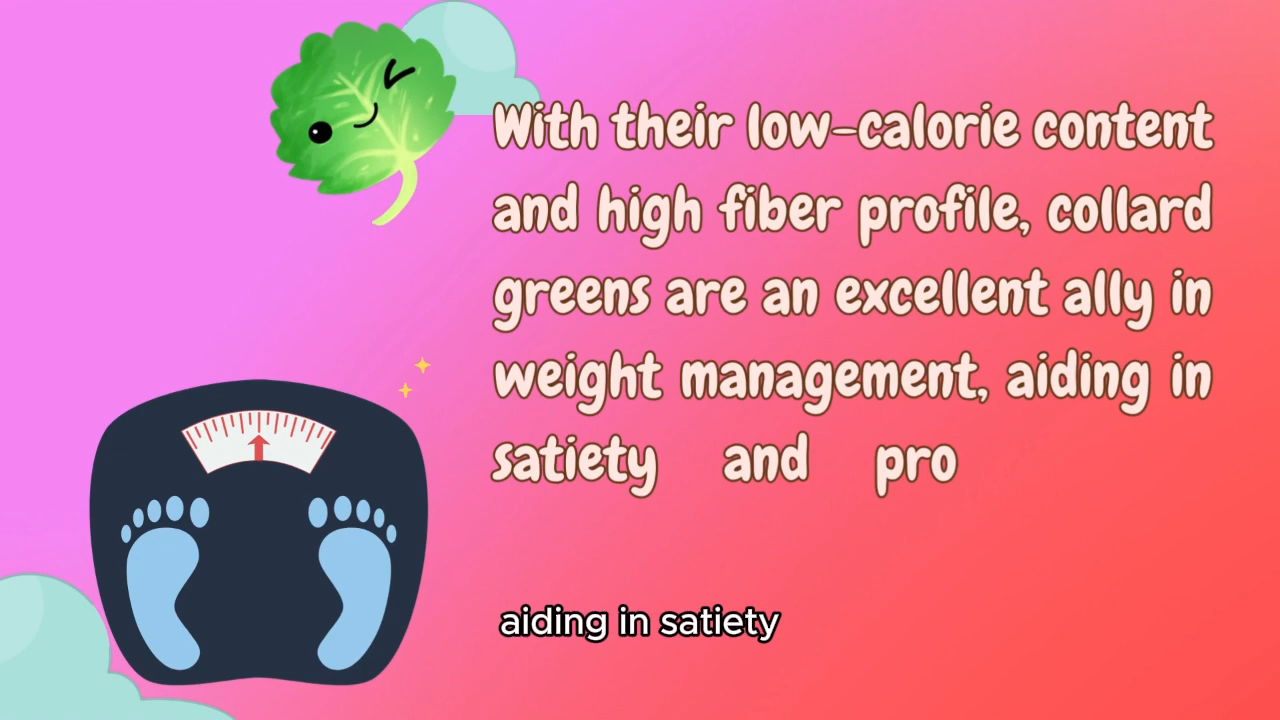 With their low-calorie content
and high fiber profile, collard
greens are an excellent ally in
weight management, aiding in
satiety and pro
aiding in satiety